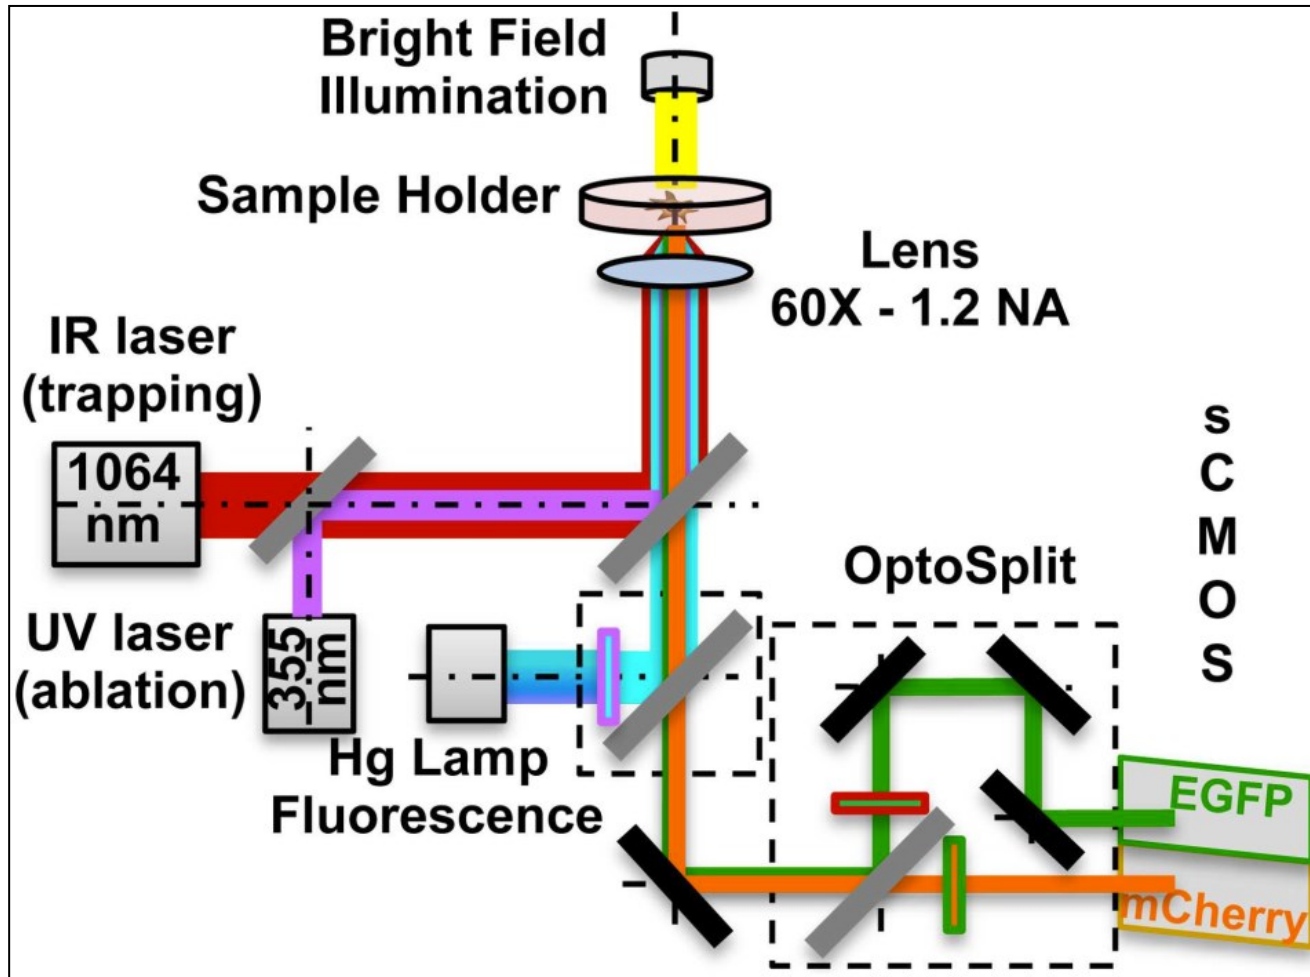 Bright Field
Illumination
Sample Holder
Lens
60X - 1.2 NA
IR laser
(trapping)
1064
nm
UV laser
(ablation)
355
nm
Hg Lamp
Fluorescence
OptoSplit
s
C
M
O
S
EGFP
mCherry